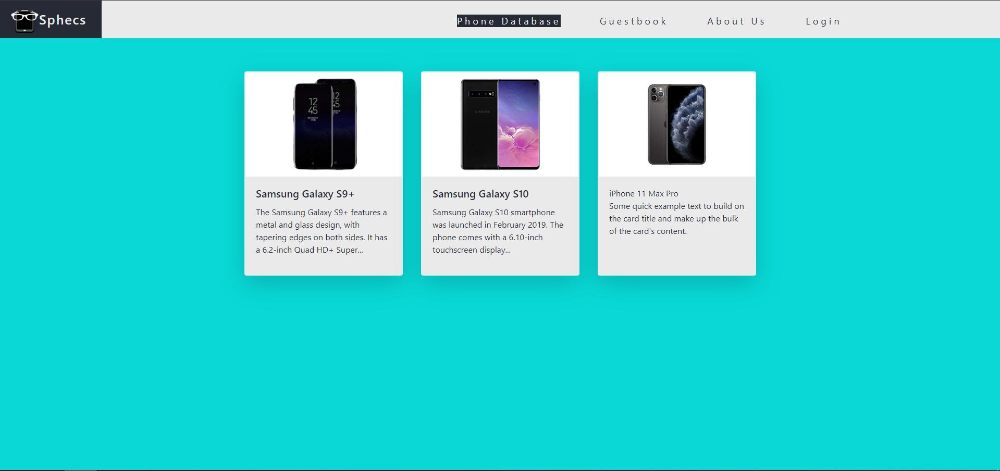 Sphecs
Phone Database
Guestbook
About Us
Login
12
45
12
45
SAMSUNG
Samsung Galaxy S9+
The Samsung Galaxy S9+ features a
metal and glass design, with
tapering edges on both sides. It has
a 6.2-inch Quad HD+ Super...
Samsung Galaxy S10
Samsung Galaxy S10 smartphone
was launched in February 2019. The
phone comes with a 6.10-inch
touchscreen display...
iPhone 11 Max Pro
Some quick example text to build on
the card title and make up the bulk
of the card's content.